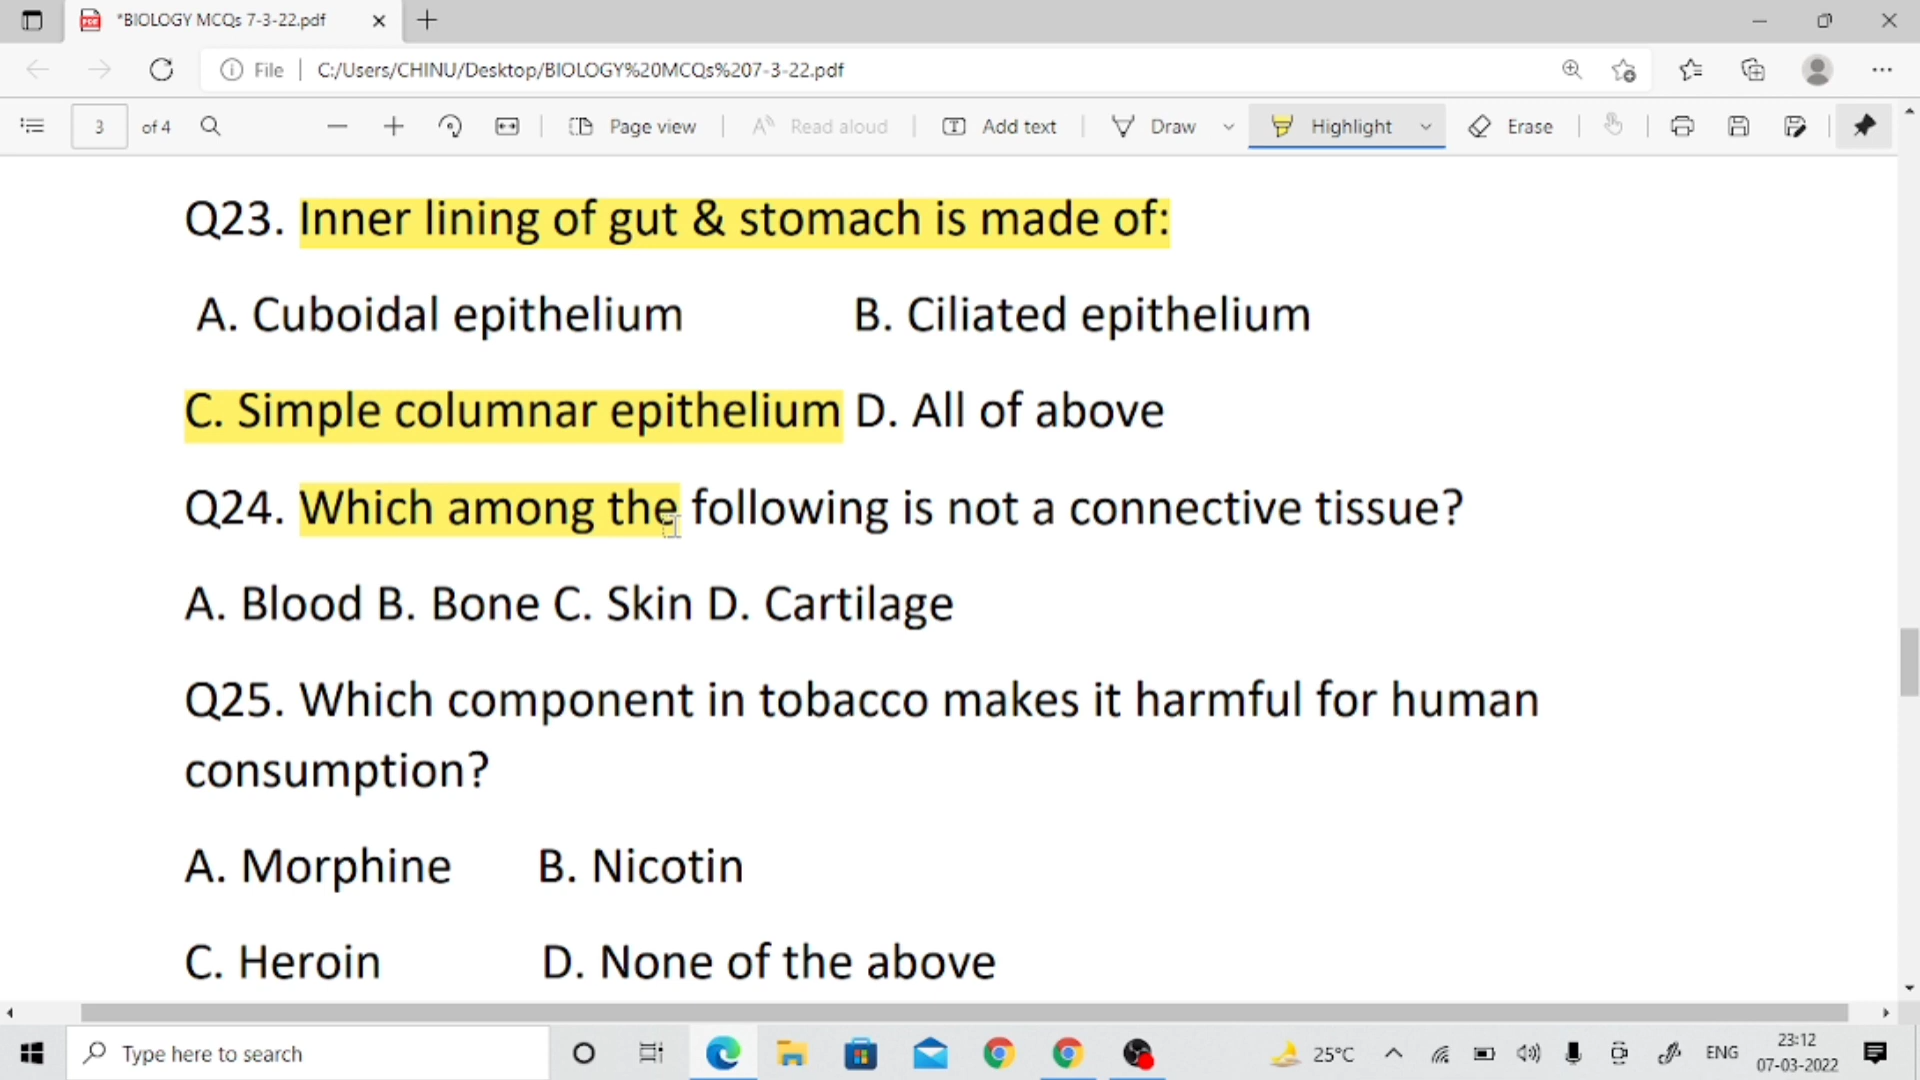 *BIOLOGY MCQs 7-3-22.pdf
File C:/Users/CHINU/Desktop/BIOLOGY%20MCQs%207-3-22.pdf
3 of 4 Page view Read aloud Add text Draw Highlight Erase
Q23. Inner lining of gut & stomach is made of:
A. Cuboidal epithelium B. Ciliated epithelium
C. Simple columnar epithelium D. All of above
Q24. Which among the following is not a connective tissue?
A. Blood B. Bone C. Skin D. Cartilage
Q25. Which component in tobacco makes it harmful for human
consumption?
A. Morphine B. Nicotin
C. Heroin D. None of the above
Type here to search 25°C ENG 23:12
07-03-2022